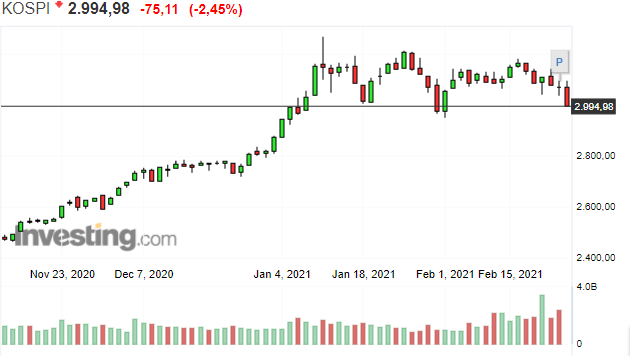 KOSPI 2.994,98 -75,11 (-2,45%)
P
2.994,98
2.800,00
2.600,00
2.400,00
Investing.com
Nov 23, 2020 Dec 7, 2020 Jan 4, 2021 Jan 18, 2021 Feb 1, 2021 Feb 15, 2021
4.0B
0